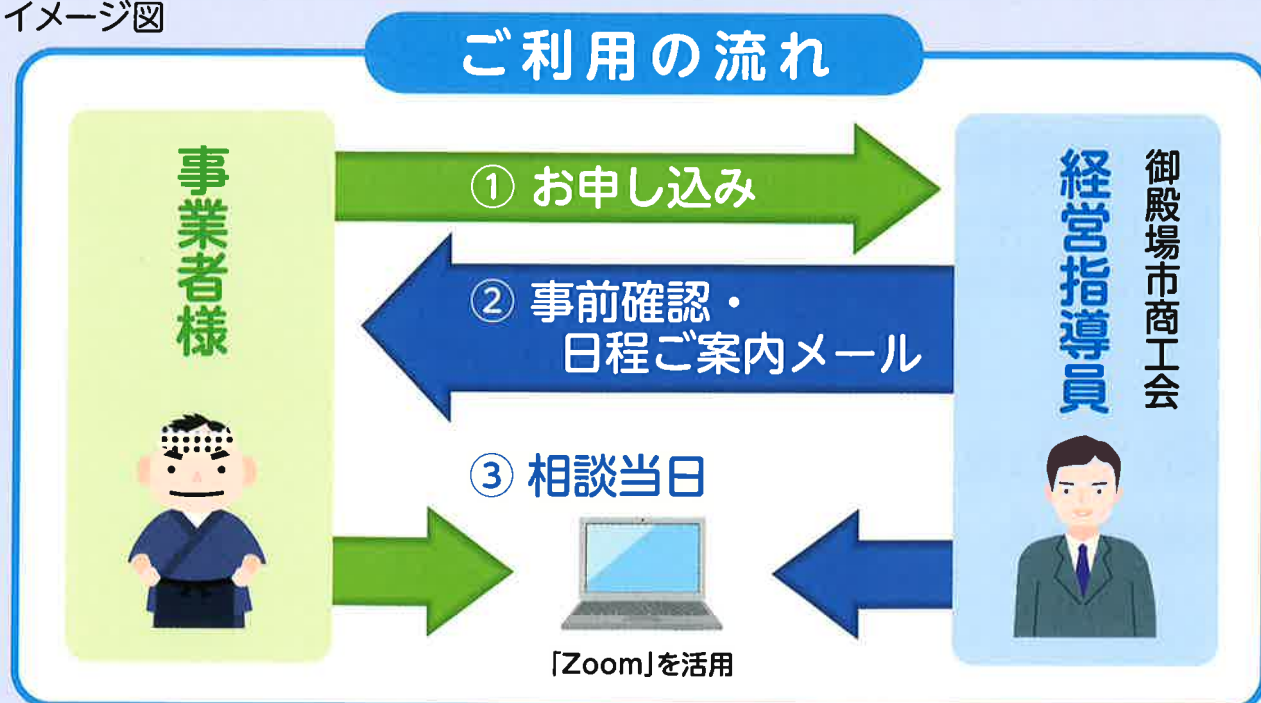 イメージ図
ご利用の流れ
事業者様
① お申し込み
② 事前確認・
日程ご案内メール
③ 相談当日
「Zoom」を活用
御殿場市商工会
経営指導員